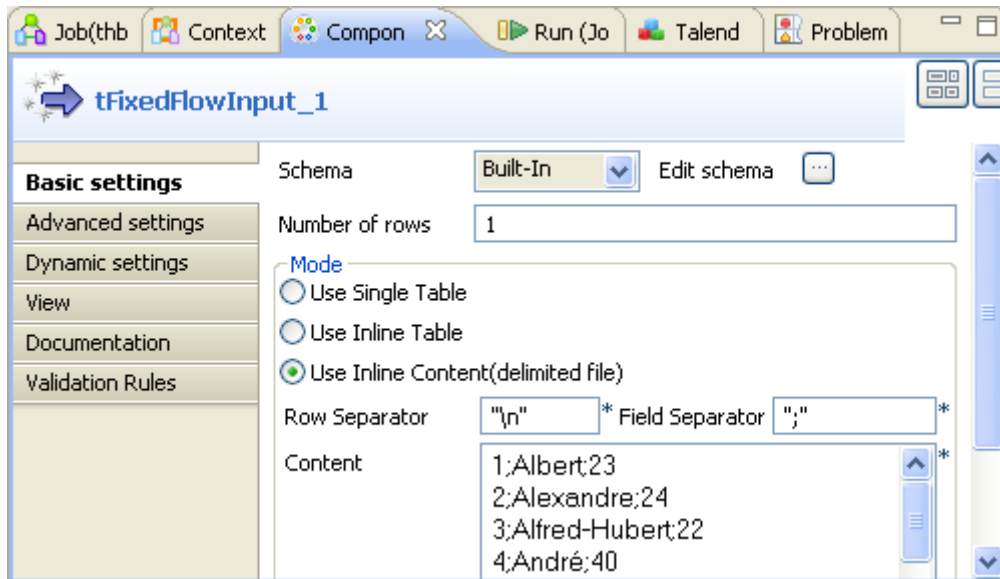 Job(thb Context Compon Run (Jo Talend Problem
tFixedFlowInput_1
Basic settings
Advanced settings
Dynamic settings
View
Documentation
Validation Rules
Schema Built-In Edit schema ...
Number of rows 1
Mode
Use Single Table
Use Inline Table
Use Inline Content(delimited file)
Row Separator "\n" * Field Separator ";" *
Content 1;Albert;23 *
2;Alexandre;24
3;Alfred-Hubert;22
4;André;40